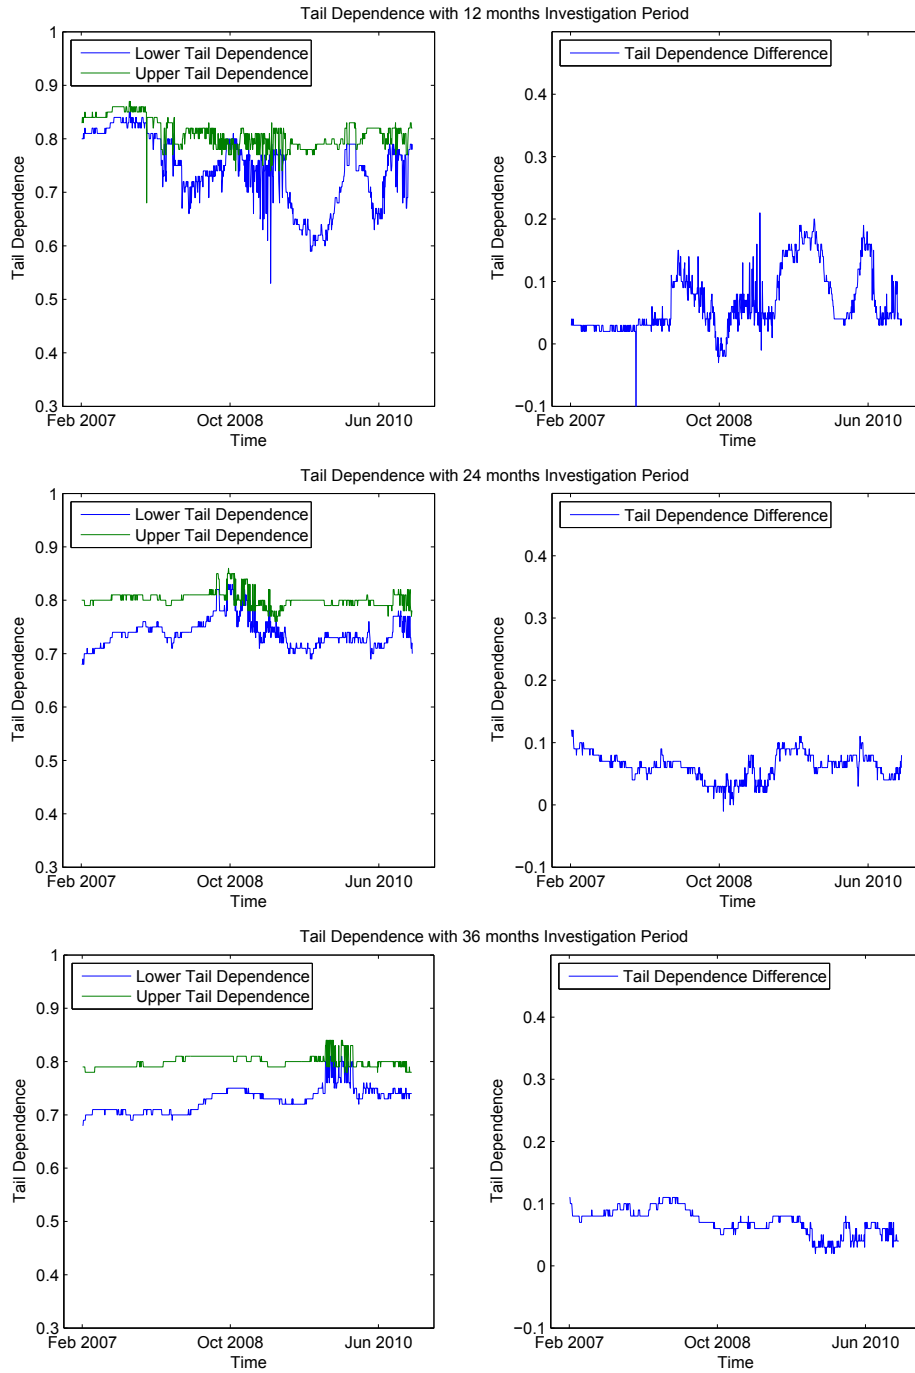 Tail Dependence with 12 months Investigation Period
Lower Tail Dependence
Upper Tail Dependence
Tail Dependence
1
0.9
0.8
0.7
0.6
0.5
0.4
0.3
Feb 2007 Oct 2008 Jun 2010
Time
Tail Dependence Difference
Tail Dependence
0.4
0.3
0.2
0.1
0
−0.1
Feb 2007 Oct 2008 Jun 2010
Time
Tail Dependence with 24 months Investigation Period
Lower Tail Dependence
Upper Tail Dependence
Tail Dependence
1
0.9
0.8
0.7
0.6
0.5
0.4
0.3
Feb 2007 Oct 2008 Jun 2010
Time
Tail Dependence Difference
Tail Dependence
0.4
0.3
0.2
0.1
0
−0.1
Feb 2007 Oct 2008 Jun 2010
Time
Tail Dependence with 36 months Investigation Period
Lower Tail Dependence
Upper Tail Dependence
Tail Dependence
1
0.9
0.8
0.7
0.6
0.5
0.4
0.3
Feb 2007 Oct 2008 Jun 2010
Time
Tail Dependence Difference
Tail Dependence
0.4
0.3
0.2
0.1
0
−0.1
Feb 2007 Oct 2008 Jun 2010
Time